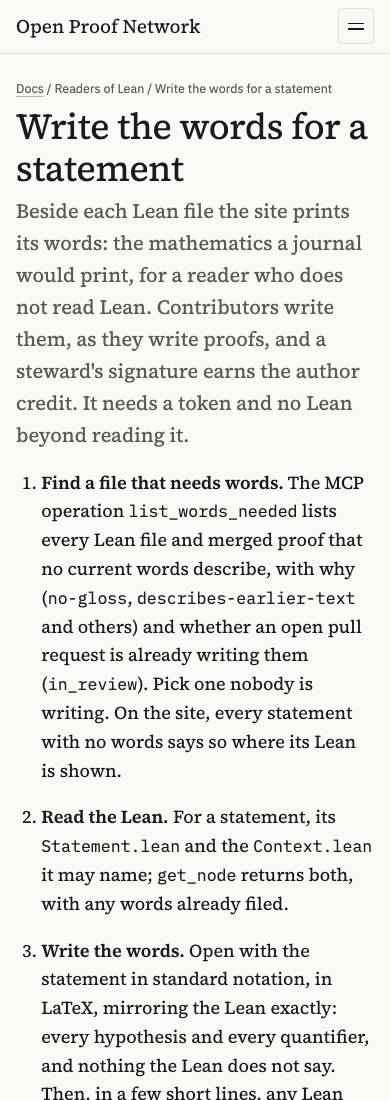 Open Proof Network
Docs / Readers of Lean / Write the words for a statement
Write the words for a
statement
Beside each Lean file the site prints
its words: the mathematics a journal
would print, for a reader who does
not read Lean. Contributors write
them, as they write proofs, and a
steward's signature earns the author
credit. It needs a token and no Lean
beyond reading it.
1. Find a file that needs words. The MCP
operation list_words_needed lists
every Lean file and merged proof that
no current words describe, with why
(no-gloss, describes-earlier-text
and others) and whether an open pull
request is already writing them
(in_review). Pick one nobody is
writing. On the site, every statement
with no words says so where its Lean
is shown.
2. Read the Lean. For a statement, its
Statement.lean and the Context.lean
it may name; get_node returns both,
with any words already filed.
3. Write the words. Open with the
statement in standard notation, in
LaTeX, mirroring the Lean exactly:
every hypothesis and every quantifier,
and nothing the Lean does not say.
Then, in a few short lines, any Lean